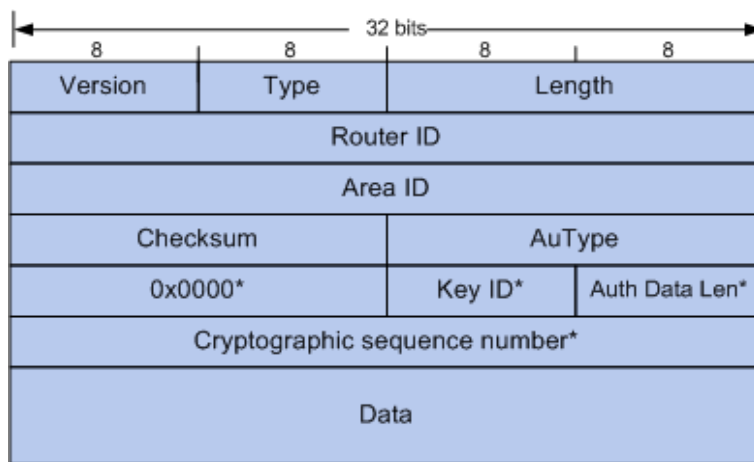 32 bits
8 8 8 8
Version Type Length
Router ID
Area ID
Checksum AuType
0x0000* Key ID* Auth Data Len*
Cryptographic sequence number*
Data